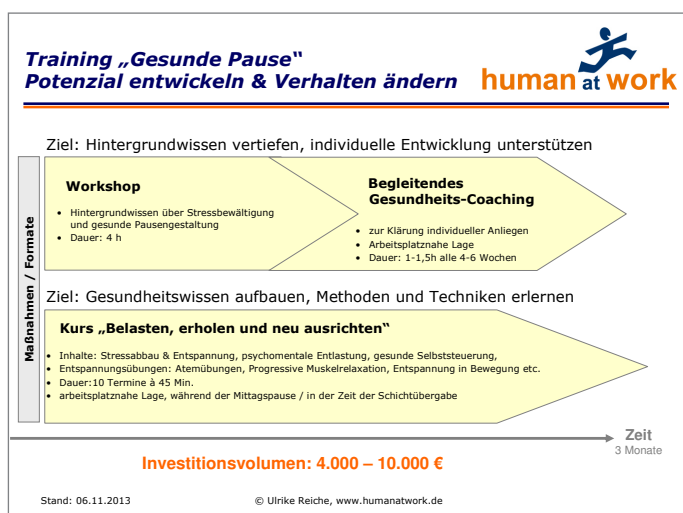 Training „Gesunde Pause“
Potenzial entwickeln & Verhalten ändern
human at work
Ziel: Hintergrundwissen vertiefen, individuelle Entwicklung unterstützen
Maßnahmen / Formate
Workshop
• Hintergrundwissen über Stressbewältigung
und gesunde Pausengestaltung
• Dauer: 4 h
Begleitendes
Gesundheits-Coaching
• zur Klärung individueller Anliegen
• Arbeitsplatznahe Lage
• Dauer: 1-1,5h alle 4-6 Wochen
Ziel: Gesundheitswissen aufbauen, Methoden und Techniken erlernen
Kurs „Belasten, erholen und neu ausrichten“
• Inhalte: Stressabbau & Entspannung, psychomentale Entlastung, gesunde Selbststeuerung,
• Entspannungsübungen: Atemübungen, Progressive Muskelrelaxation, Entspannung in Bewegung etc.
• Dauer:10 Termine à 45 Min.
• arbeitsplatznahe Lage, während der Mittagspause / in der Zeit der Schichtübergabe
Zeit
3 Monate
Investitionsvolumen: 4.000 – 10.000 €
Stand: 06.11.2013
© Ulrike Reiche, www.humanatwork.de